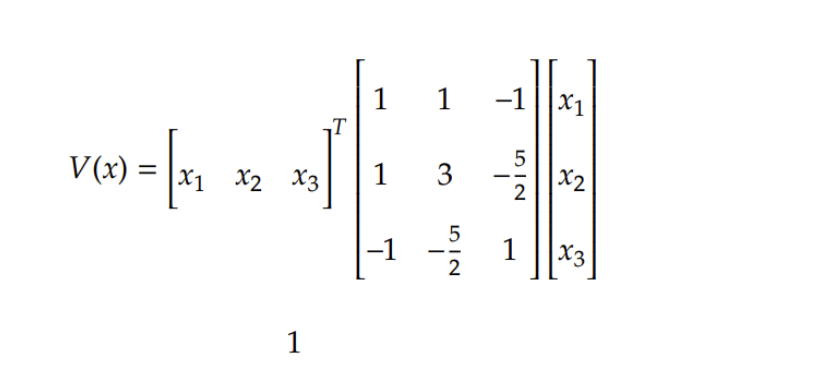 V(x) = [x₁ x₂ x₃]ᵀ [1 1 −1; 1 3 −5/2; −1 −5/2 1] [x₁; x₂; x₃]
1